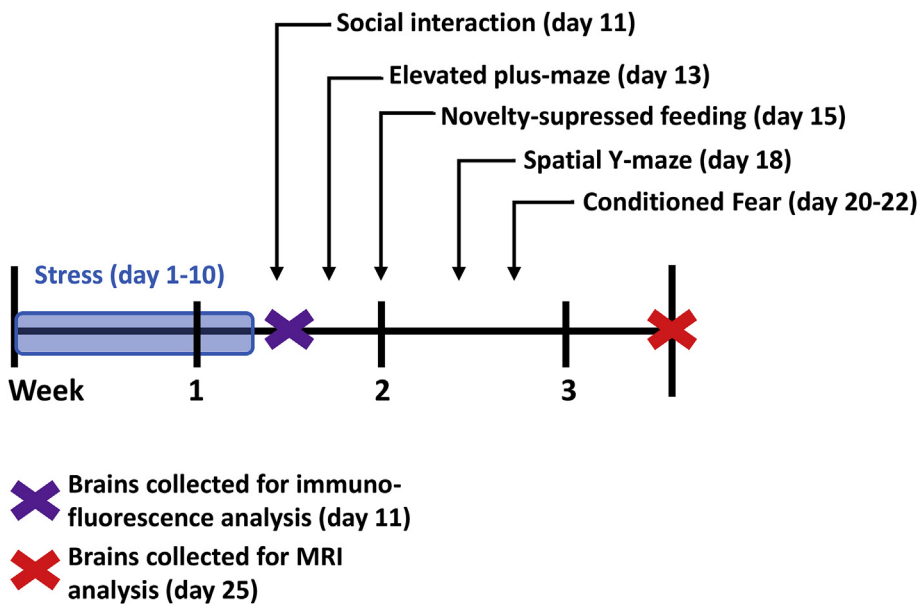 Social interaction (day 11)
Elevated plus-maze (day 13)
Novelty-supressed feeding (day 15)
Spatial Y-maze (day 18)
Conditioned Fear (day 20-22)
Stress (day 1-10)
Week 1 2 3
Brains collected for immuno-
fluorescence analysis (day 11)
Brains collected for MRI
analysis (day 25)